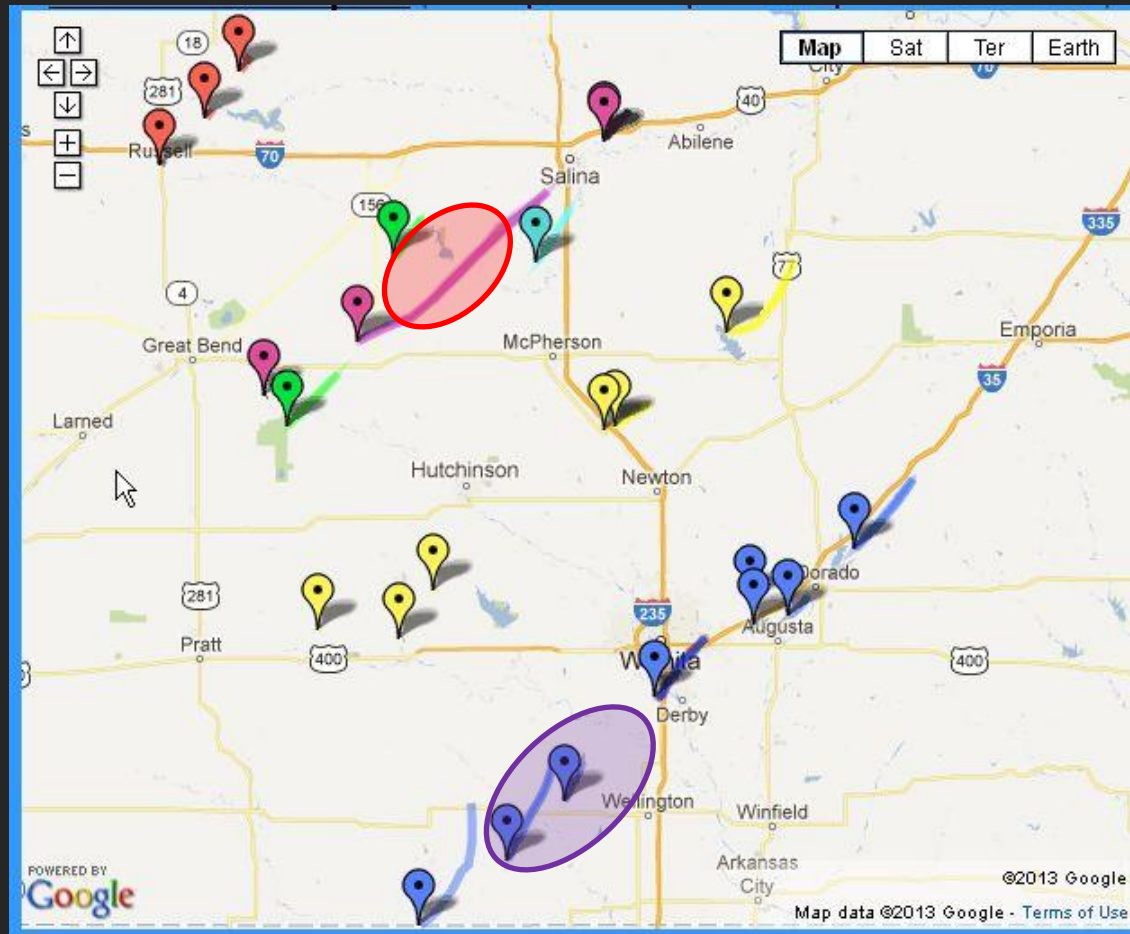 Map Sat Ter Earth
City
18
70
281
40
Abilene
Russell
70
Salina
156
335
77
4
Great Bend
McPherson
Emporia
35
Larned
Hutchinson
Newton
281
235
Augusta
Pratt
400
400
Derby
Wellington
Winfield
Arkansas
City
POWERED BY
Google
©2013 Google
Map data ©2013 Google - Terms of Use